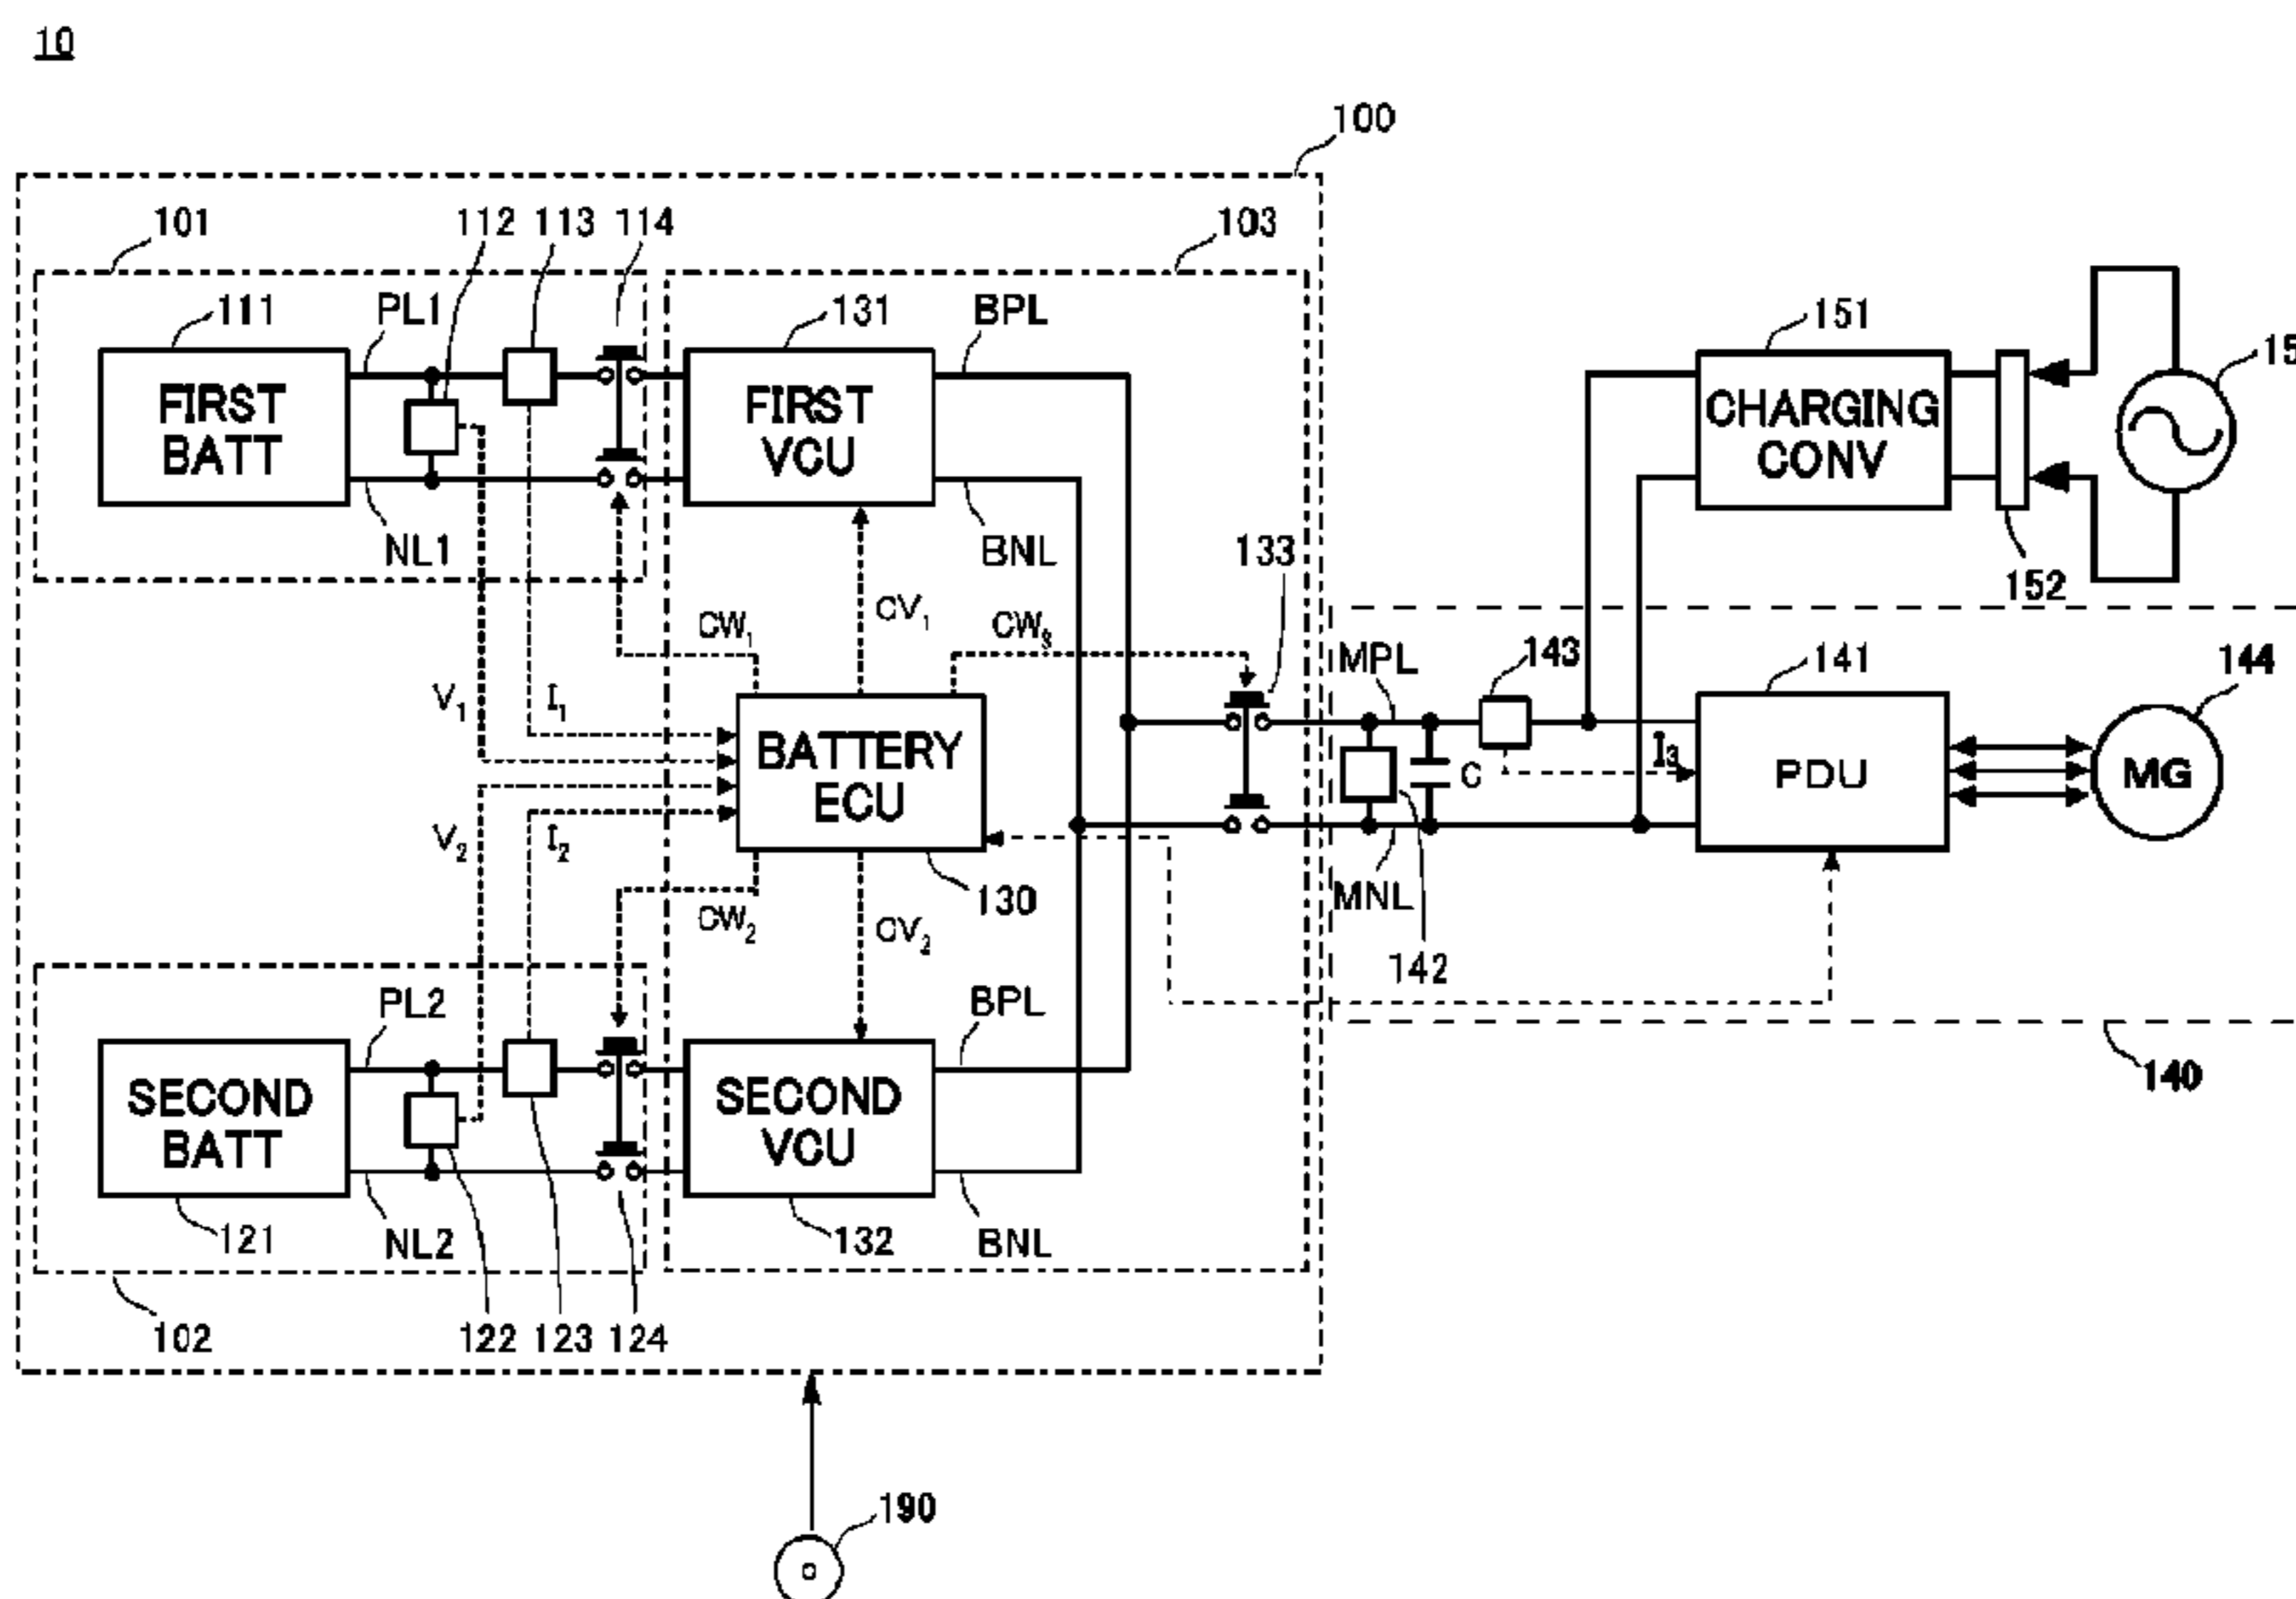 10
100
101
112
113
114
103
111
PL1
131
BPL
151
15
FIRST
BATT
FIRST
VCU
CHARGING
CONV
NL1
BNL
133
152
CW1
CV1
CWS
V1
I1
MPL
143
141
144
BATTERY
ECU
C
I3
PDU
MG
V2
I2
130
MNL
CW2
CV2
142
PL2
BPL
140
SECOND
BATT
SECOND
VCU
121
NL2
132
BNL
102
122
123
124
190